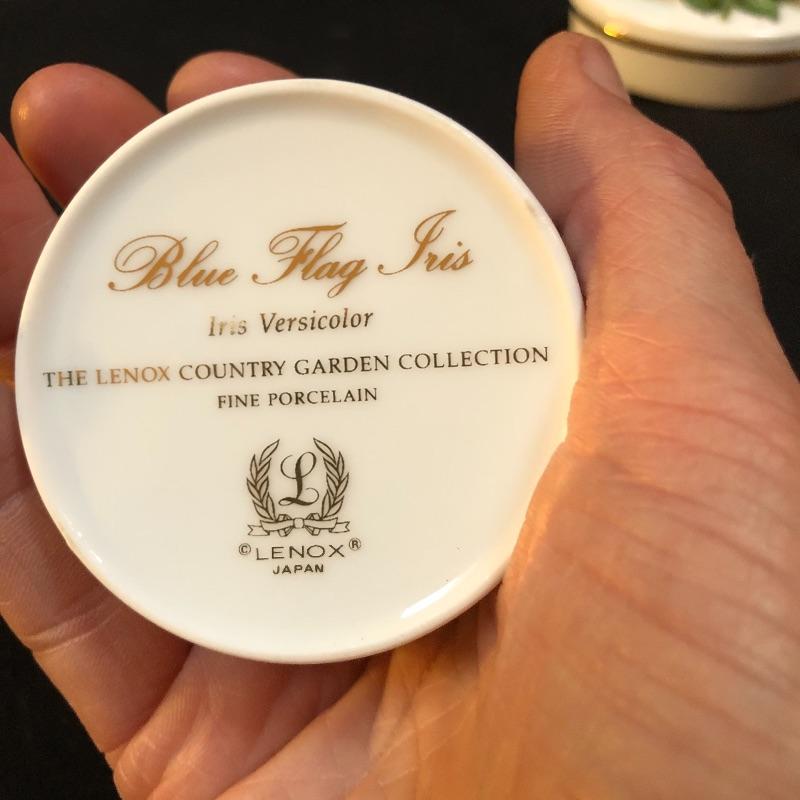 Blue Flag Iris
Iris Versicolor
THE LENOX COUNTRY GARDEN COLLECTION
FINE PORCELAIN
L
©LENOX®
JAPAN